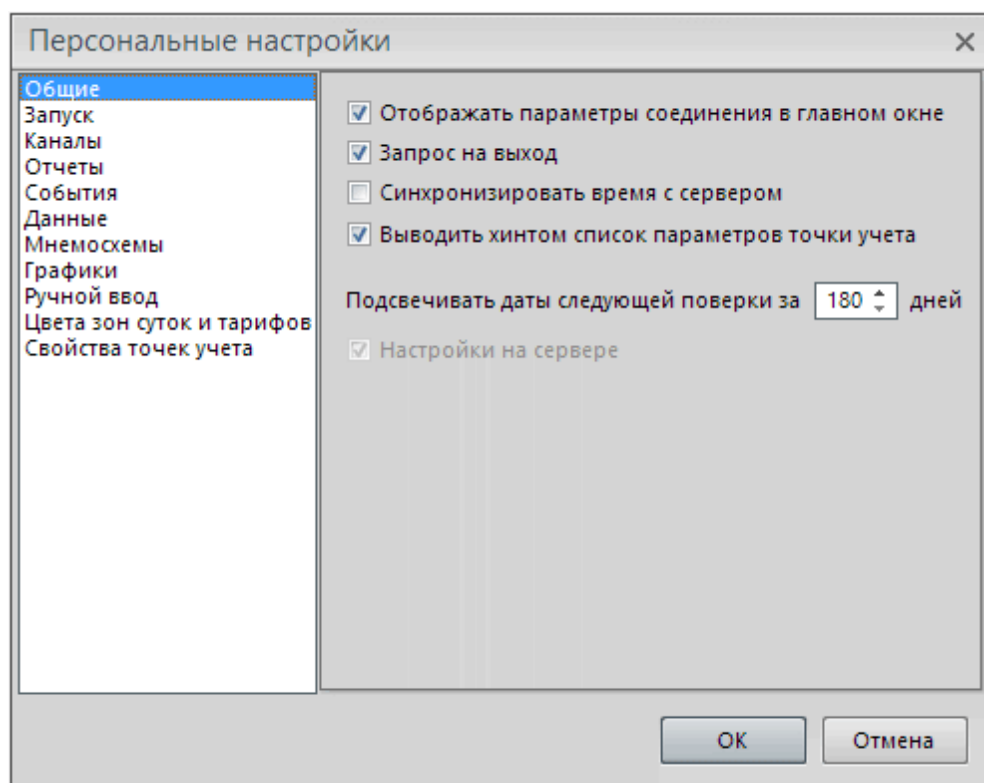 Персональные настройки
Общие
Запуск
Каналы
Отчеты
События
Данные
Мнемосхемы
Графики
Ручной ввод
Цвета зон суток и тарифов
Свойства точек учета
Отображать параметры соединения в главном окне
Запрос на выход
Синхронизировать время с сервером
Выводить хинтом список параметров точки учета
Подсвечивать даты следующей поверки за 180 дней
Настройки на сервере
ОК Отмена